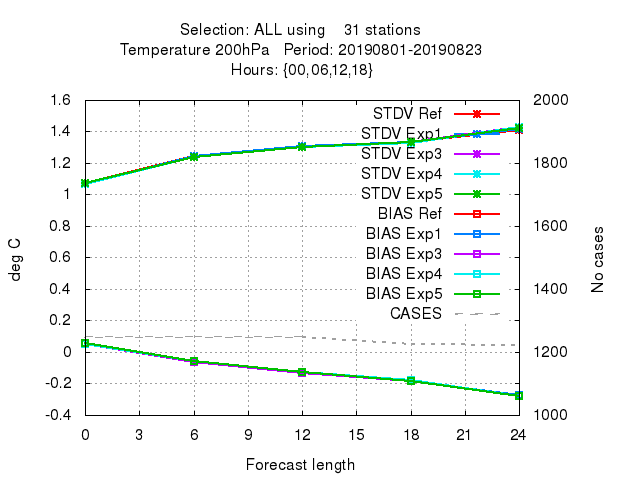 Selection: ALL using    31 stations
Temperature 200hPa   Period: 20190801-20190823
Hours: {00,06,12,18}
1.6
1.4
1.2
1
0.8
0.6
0.4
0.2
0
-0.2
-0.4
deg C
STDV Ref
STDV Exp1
STDV Exp3
STDV Exp4
STDV Exp5
BIAS Ref
BIAS Exp1
BIAS Exp3
BIAS Exp4
BIAS Exp5
CASES
2000
1800
1600
1400
1200
1000
No cases
0 3 6 9 12 15 18 21 24
Forecast length